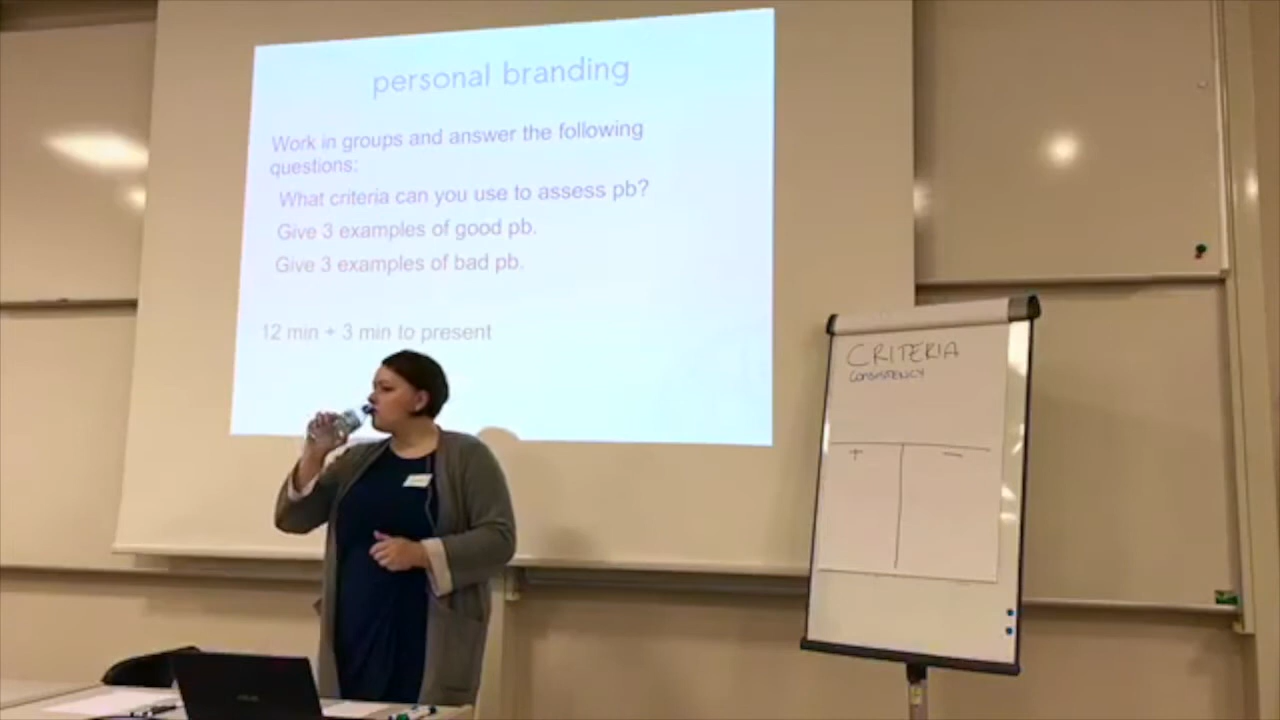 personal branding
Work in groups and answer the following
questions:
What criteria can you use to assess pb?
Give 3 examples of good pb.
Give 3 examples of bad pb.
12 min + 3 min to present
CRITERIA
CONSISTENCY
+ −